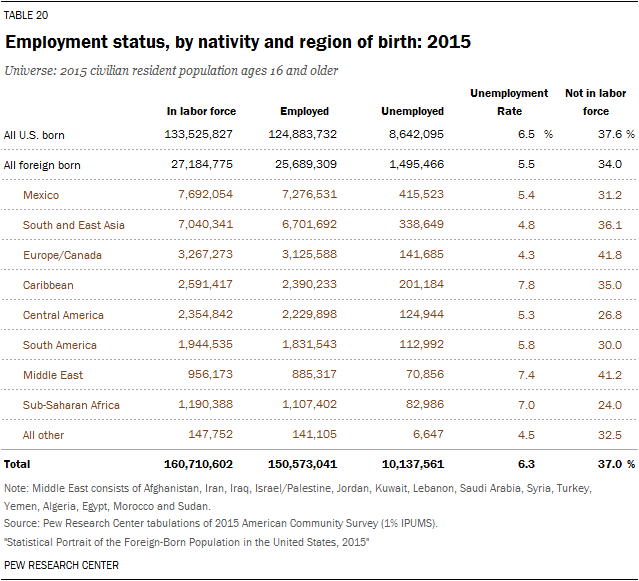 TABLE 20
Employment status, by nativity and region of birth: 2015
Universe: 2015 civilian resident population ages 16 and older
In labor force Employed Unemployed Unemployment Rate Not in labor force
All U.S. born 133,525,827 124,883,732 8,642,095 6.5 % 37.6 %
All foreign born 27,184,775 25,689,309 1,495,466 5.5 34.0
Mexico 7,692,054 7,276,531 415,523 5.4 31.2
South and East Asia 7,040,341 6,701,692 338,649 4.8 36.1
Europe/Canada 3,267,273 3,125,588 141,685 4.3 41.8
Caribbean 2,591,417 2,390,233 201,184 7.8 35.0
Central America 2,354,842 2,229,898 124,944 5.3 26.8
South America 1,944,535 1,831,543 112,992 5.8 30.0
Middle East 956,173 885,317 70,856 7.4 41.2
Sub-Saharan Africa 1,190,388 1,107,402 82,986 7.0 24.0
All other 147,752 141,105 6,647 4.5 32.5
Total 160,710,602 150,573,041 10,137,561 6.3 37.0 %
Note: Middle East consists of Afghanistan, Iran, Iraq, Israel/Palestine, Jordan, Kuwait, Lebanon, Saudi Arabia, Syria, Turkey,
Yemen, Algeria, Egypt, Morocco and Sudan.
Source: Pew Research Center tabulations of 2015 American Community Survey (1% IPUMS).
"Statistical Portrait of the Foreign-Born Population in the United States, 2015"
PEW RESEARCH CENTER